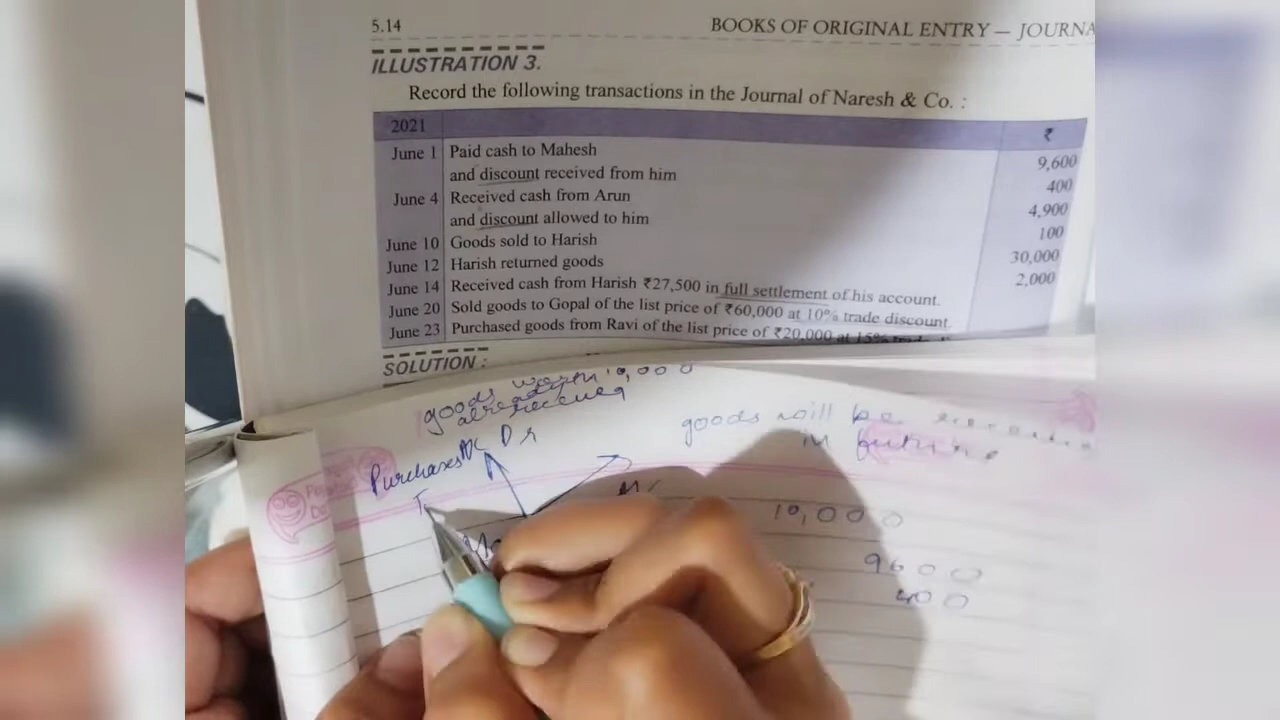 5.14 BOOKS OF ORIGINAL ENTRY — JOURNA
ILLUSTRATION 3.
Record the following transactions in the Journal of Naresh & Co. :
2021 ₹
June 1 Paid cash to Mahesh 9,600
and discount received from him 400
June 4 Received cash from Arun 4,900
and discount allowed to him 100
June 10 Goods sold to Harish 30,000
June 12 Harish returned goods 2,000
June 14 Received cash from Harish ₹27,500 in full settlement of his account.
June 20 Sold goods to Gopal of the list price of ₹60,000 at 10% trade discount
June 23 Purchased goods from Ravi of the list price of ₹20,000 at 15% trade
SOLUTION :
goods worth 10,000
already received
goods will be
in future
Purchases A/c Dr
10,000
9600
400